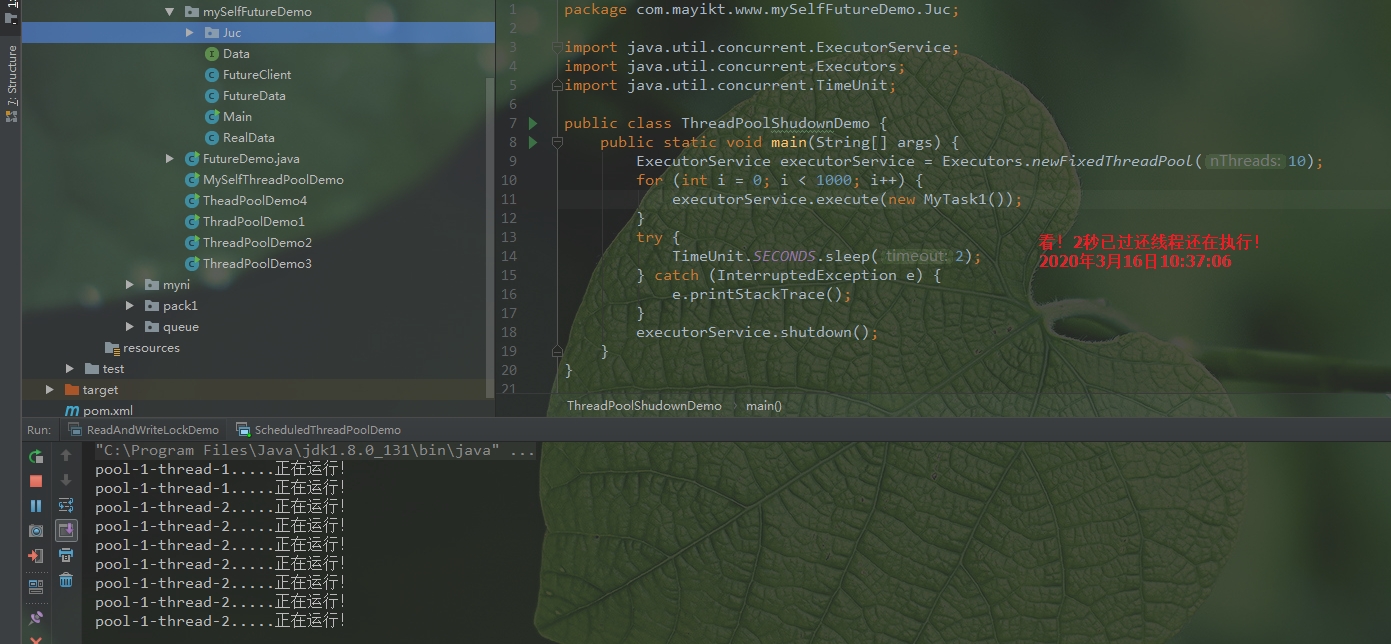 7: Structure
mySelfFutureDemo
Juc
Data
FutureClient
FutureData
Main
RealData
FutureDemo.java
MySelfThreadPoolDemo
TheadPoolDemo4
ThradPoolDemo1
ThreadPoolDemo2
ThreadPoolDemo3
myni
pack1
queue
resources
test
target
pom.xml
1 package com.mayikt.www.mySelfFutureDemo.Juc;
2
3 import java.util.concurrent.ExecutorService;
4 import java.util.concurrent.Executors;
5 import java.util.concurrent.TimeUnit;
6
7 public class ThreadPoolShudownDemo {
8 public static void main(String[] args) {
9 ExecutorService executorService = Executors.newFixedThreadPool( nThreads: 10);
10 for (int i = 0; i < 1000; i++) {
11 executorService.execute(new MyTask1());
12 }
13 try {
14 TimeUnit.SECONDS.sleep( timeout: 2);
15 } catch (InterruptedException e) {
16 e.printStackTrace();
17 }
18 executorService.shutdown();
19 }
20 }
21
看！2秒已过还线程还在执行！
2020年3月16日10:37:06
ThreadPoolShudownDemo main()
Run: ReadAndWriteLockDemo ScheduledThreadPoolDemo
"C:\Program Files\Java\jdk1.8.0_131\bin\java" ...
pool-1-thread-1.....正在运行!
pool-1-thread-1.....正在运行!
pool-1-thread-2.....正在运行!
pool-1-thread-2.....正在运行!
pool-1-thread-2.....正在运行!
pool-1-thread-2.....正在运行!
pool-1-thread-2.....正在运行!
pool-1-thread-2.....正在运行!
pool-1-thread-2.....正在运行!